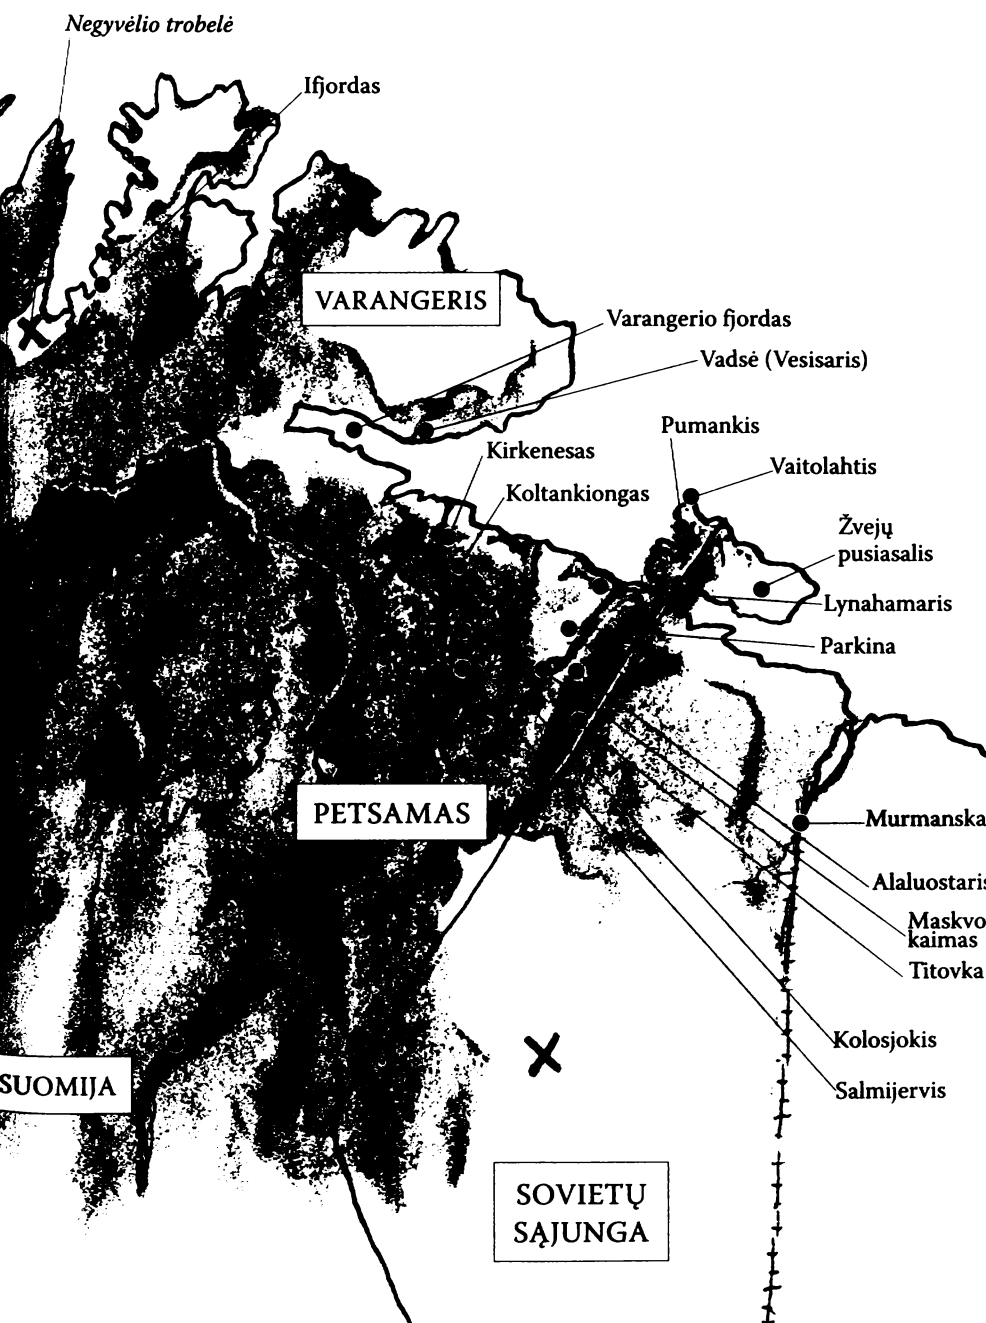 Negyvėlio trobelė
Ifjordas
VARANGERIS
Varangerio fjordas
Vadsė (Vesisaris)
Pumankis
Kirkenesas
Vaitolahtis
Koltankiongas
Žvejų
pusiasalis
Lynahamaris
Parkina
PETSAMAS
Murmanska
Alaluostaris
Maskvo
kaimas
Titovka
Kolosjokis
SUOMIJA
Salmijervis
SOVIETŲ
SĄJUNGA